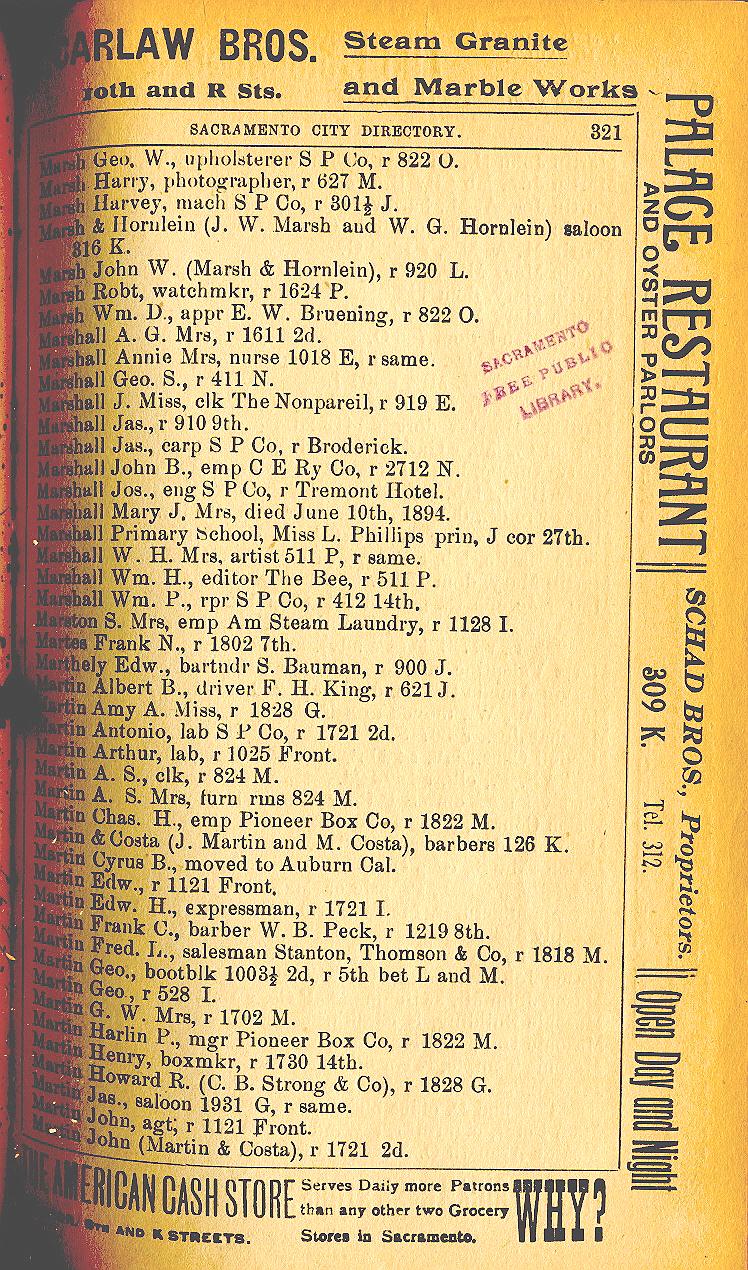 CARLAW BROS. Steam Granite
10th and R Sts. and Marble Works
SACRAMENTO CITY DIRECTORY. 321
Marsh Geo. W., upholsterer S P Co, r 822 O.
Marsh Harry, photographer, r 627 M.
Marsh Harvey, mach S P Co, r 301½ J.
Marsh & Hornlein (J. W. Marsh and W. G. Hornlein) saloon
316 K.
Marsh John W. (Marsh & Hornlein), r 920 L.
Marsh Robt, watchmkr, r 1624 P.
Marsh Wm. D., appr E. W. Bruening, r 822 O.
Marshall A. G. Mrs, r 1611 2d.
Marshall Annie Mrs, nurse 1018 E, r same.
Marshall Geo. S., r 411 N.
Marshall J. Miss, clk The Nonpareil, r 919 E.
Marshall Jas., r 910 9th.
Marshall Jas., carp S P Co, r Broderick.
Marshall John B., emp C E Ry Co, r 2712 N.
Marshall Jos., eng S P Co, r Tremont Hotel.
Marshall Mary J. Mrs, died June 10th, 1894.
Marshall Primary School, Miss L. Phillips prin, J cor 27th.
Marshall W. H. Mrs, artist 511 P, r same.
Marshall Wm. H., editor The Bee, r 511 P.
Marshall Wm. P., rpr S P Co, r 412 14th.
Marston S. Mrs, emp Am Steam Laundry, r 1128 I.
Martes Frank N., r 1802 7th.
Marthely Edw., bartndr S. Bauman, r 900 J.
Martin Albert B., driver F. H. King, r 621 J.
Martin Amy A. Miss, r 1828 G.
Martin Antonio, lab S P Co, r 1721 2d.
Martin Arthur, lab, r 1025 Front.
Martin A. S., clk, r 824 M.
Martin A. S. Mrs, furn rms 824 M.
Martin Chas. H., emp Pioneer Box Co, r 1822 M.
Martin & Costa (J. Martin and M. Costa), barbers 126 K.
Martin Cyrus B., moved to Auburn Cal.
Martin Edw., r 1121 Front.
Martin Edw. H., expressman, r 1721 I.
Martin Frank C., barber W. B. Peck, r 1219 8th.
Martin Fred. L., salesman Stanton, Thomson & Co, r 1818 M.
Martin Geo., bootblk 1003½ 2d, r 5th bet L and M.
Martin Geo., r 528 I.
Martin G. W. Mrs, r 1702 M.
Martin Harlin P., mgr Pioneer Box Co, r 1822 M.
Martin Henry, boxmkr, r 1730 14th.
Martin Howard R. (C. B. Strong & Co), r 1828 G.
Martin Jas., saloon 1931 G, r same.
Martin John, agt, r 1121 Front.
Martin John (Martin & Costa), r 1721 2d.
SACRAMENTO
FREE PUBLIC
LIBRARY.
PALACE RESTAURANT
AND OYSTER PARLORS
SCHAD BROS., Proprietors.
309 K. Tel. 312.
Open Day and Night
THE AMERICAN CASH STORE
8TH AND K STREETS.
Serves Daily more Patrons
than any other two Grocery
Stores in Sacramento.
WHY?